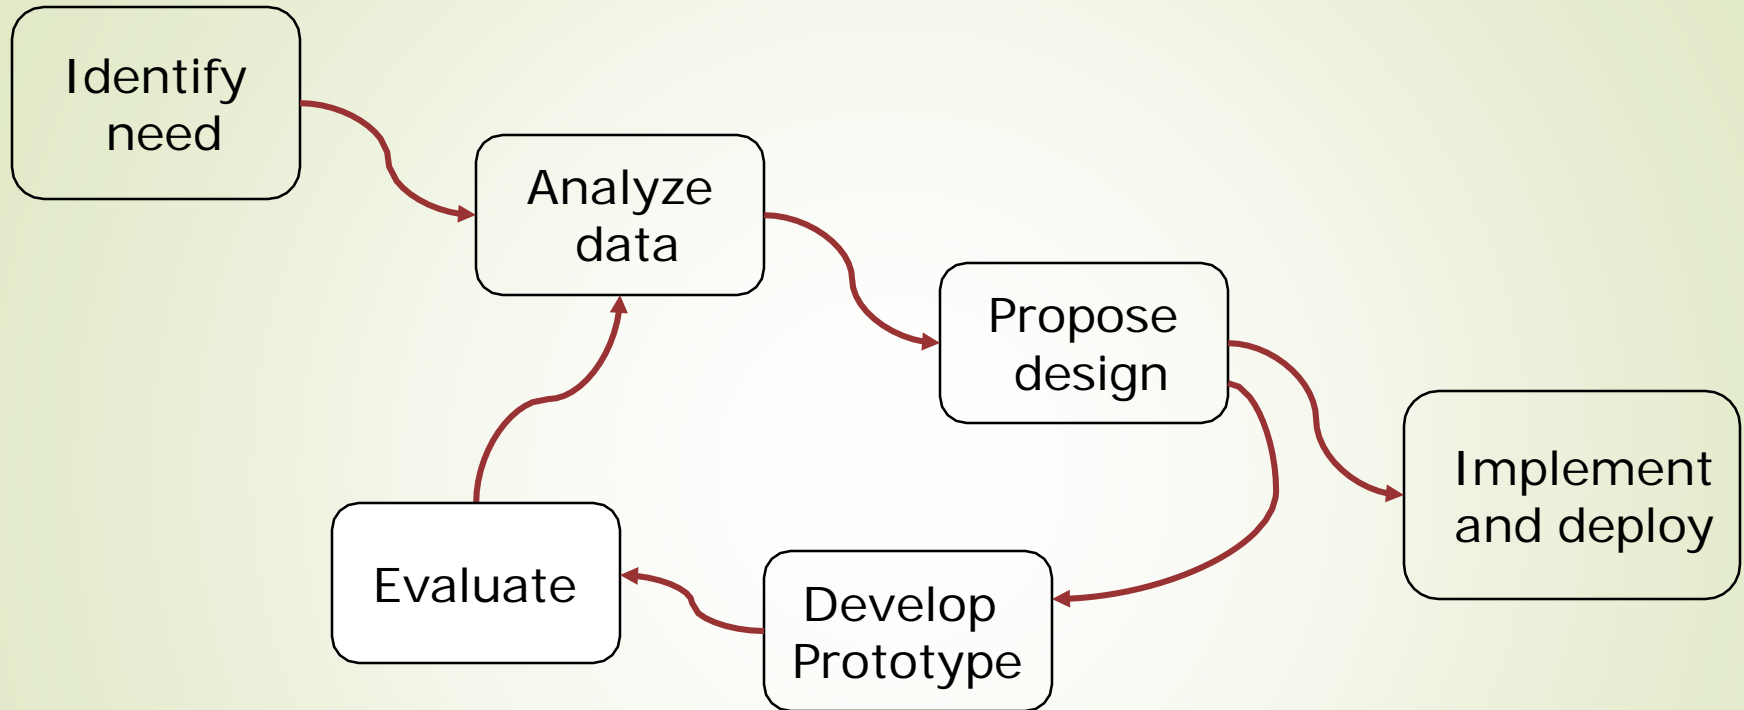 Identify
need
Analyze
data
Propose
design
Implement
and deploy
Evaluate
Develop
Prototype